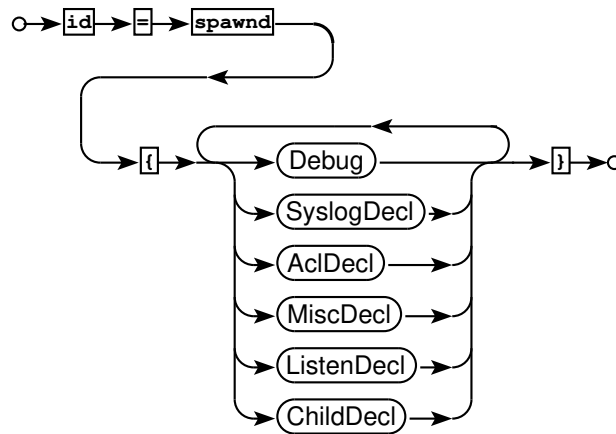 id = spawnd
{ Debug }
SyslogDecl
AclDecl
MiscDecl
ListenDecl
ChildDecl